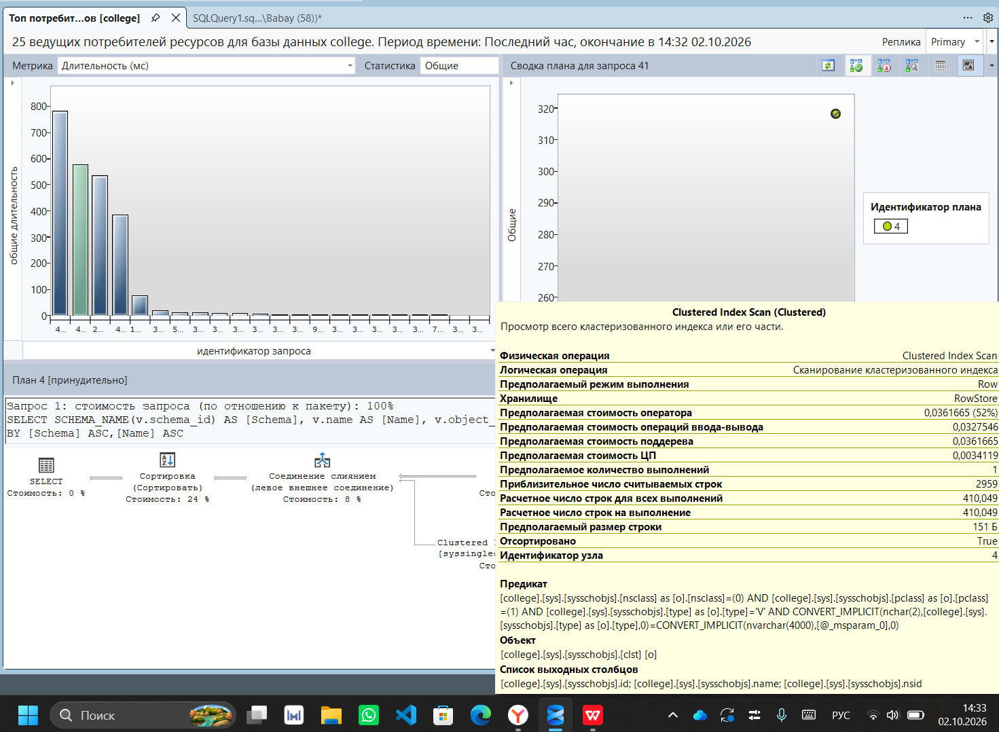 Топ потребит...ов [college]
SQLQuery1.sq...\Babay (58))*
25 ведущих потребителей ресурсов для базы данных college. Период времени: Последний час, окончание в 14:32 02.10.2026
Реплика
Primary
Метрика
Длительность (мс)
Статистика
Общие
Сводка плана для запроса 41
общие длительность
800
700
600
500
400
300
200
100
0
4...
4...
2...
4...
1...
3...
5...
3...
3...
3...
3...
3...
3...
9...
3...
3...
3...
3...
3...
7...
3...
3...
идентификатор запроса
Общие
320
310
300
290
280
270
260
Идентификатор плана
4
План 4 [принудительно]
Запрос 1: стоимость запроса (по отношению к пакету): 100%
SELECT SCHEMA_NAME(v.schema_id) AS [Schema], v.name AS [Name], v.object_
BY [Schema] ASC,[Name] ASC
SELECT
Стоимость: 0 %
Сортировка
(Сортировать)
Стоимость: 24 %
Соединение слиянием
(левое внешнее соединение)
Стоимость: 8 %
Сто
Clustered
[syssingle
Сто
Clustered Index Scan (Clustered)
Просмотр всего кластеризованного индекса или его части.
Физическая операция Clustered Index Scan
Логическая операция Сканирование кластеризованного индекса
Предполагаемый режим выполнения Row
Хранилище RowStore
Предполагаемая стоимость оператора 0,0361665 (52%)
Предполагаемая стоимость операций ввода-вывода 0,0327546
Предполагаемая стоимость поддерева 0,0361665
Предполагаемая стоимость ЦП 0,0034119
Предполагаемое количество выполнений 1
Приблизительное число считываемых строк 2959
Расчетное число строк для всех выполнений 410,049
Расчетное число строк на выполнение 410,049
Предполагаемый размер строки 151 Б
Отсортировано True
Идентификатор узла 4
Предикат
[college].[sys].[sysschobjs].[nsclass] as [o].[nsclass]=(0) AND [college].[sys].[sysschobjs].[pclass] as [o].[pclass]
=(1) AND [college].[sys].[sysschobjs].[type] as [o].[type]='V' AND CONVERT_IMPLICIT(nchar(2),[college].[sys].
[sysschobjs].[type] as [o].[type],0)=CONVERT_IMPLICIT(nvarchar(4000),[@_msparam_0],0)
Объект
[college].[sys].[sysschobjs].[clst] [o]
Список выходных столбцов
[college].[sys].[sysschobjs].id; [college].[sys].[sysschobjs].name; [college].[sys].[sysschobjs].nsid
Поиск
РУС
14:33
02.10.2026